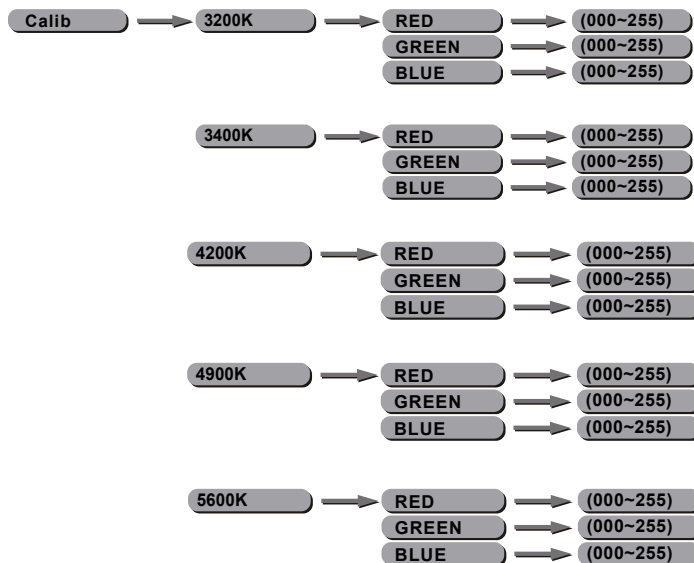 Calib 3200K RED (000~255)
GREEN (000~255)
BLUE (000~255)
3400K RED (000~255)
GREEN (000~255)
BLUE (000~255)
4200K RED (000~255)
GREEN (000~255)
BLUE (000~255)
4900K RED (000~255)
GREEN (000~255)
BLUE (000~255)
5600K RED (000~255)
GREEN (000~255)
BLUE (000~255)